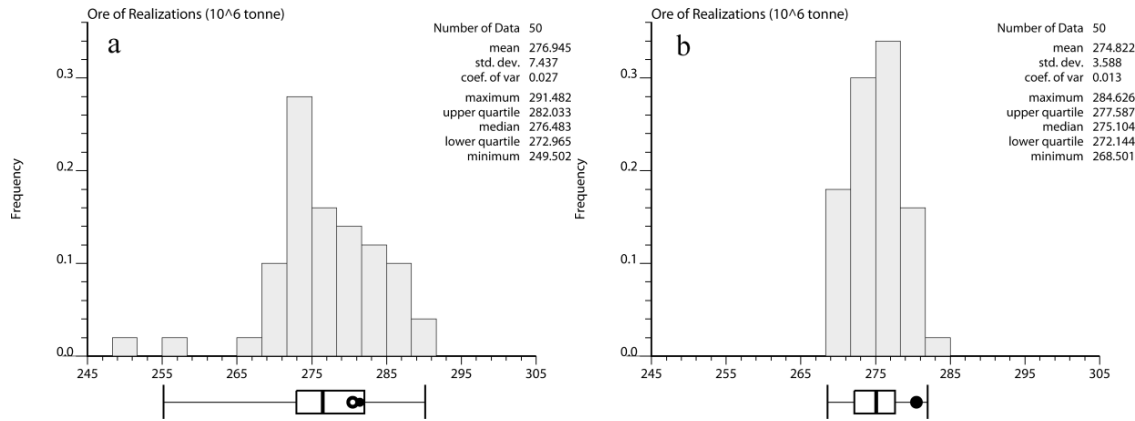 Ore of Realizations (10^6 tonne)
a
Number of Data 50
mean 276.945
std. dev. 7.437
coef. of var 0.027
maximum 291.482
upper quartile 282.033
median 276.483
lower quartile 272.965
minimum 249.502
Frequency
0.3
0.2
0.1
0.0
245 255 265 275 285 295 305
Ore of Realizations (10^6 tonne)
b
Number of Data 50
mean 274.822
std. dev. 3.588
coef. of var 0.013
maximum 284.626
upper quartile 277.587
median 275.104
lower quartile 272.144
minimum 268.501
Frequency
0.3
0.2
0.1
0.0
245 255 265 275 285 295 305